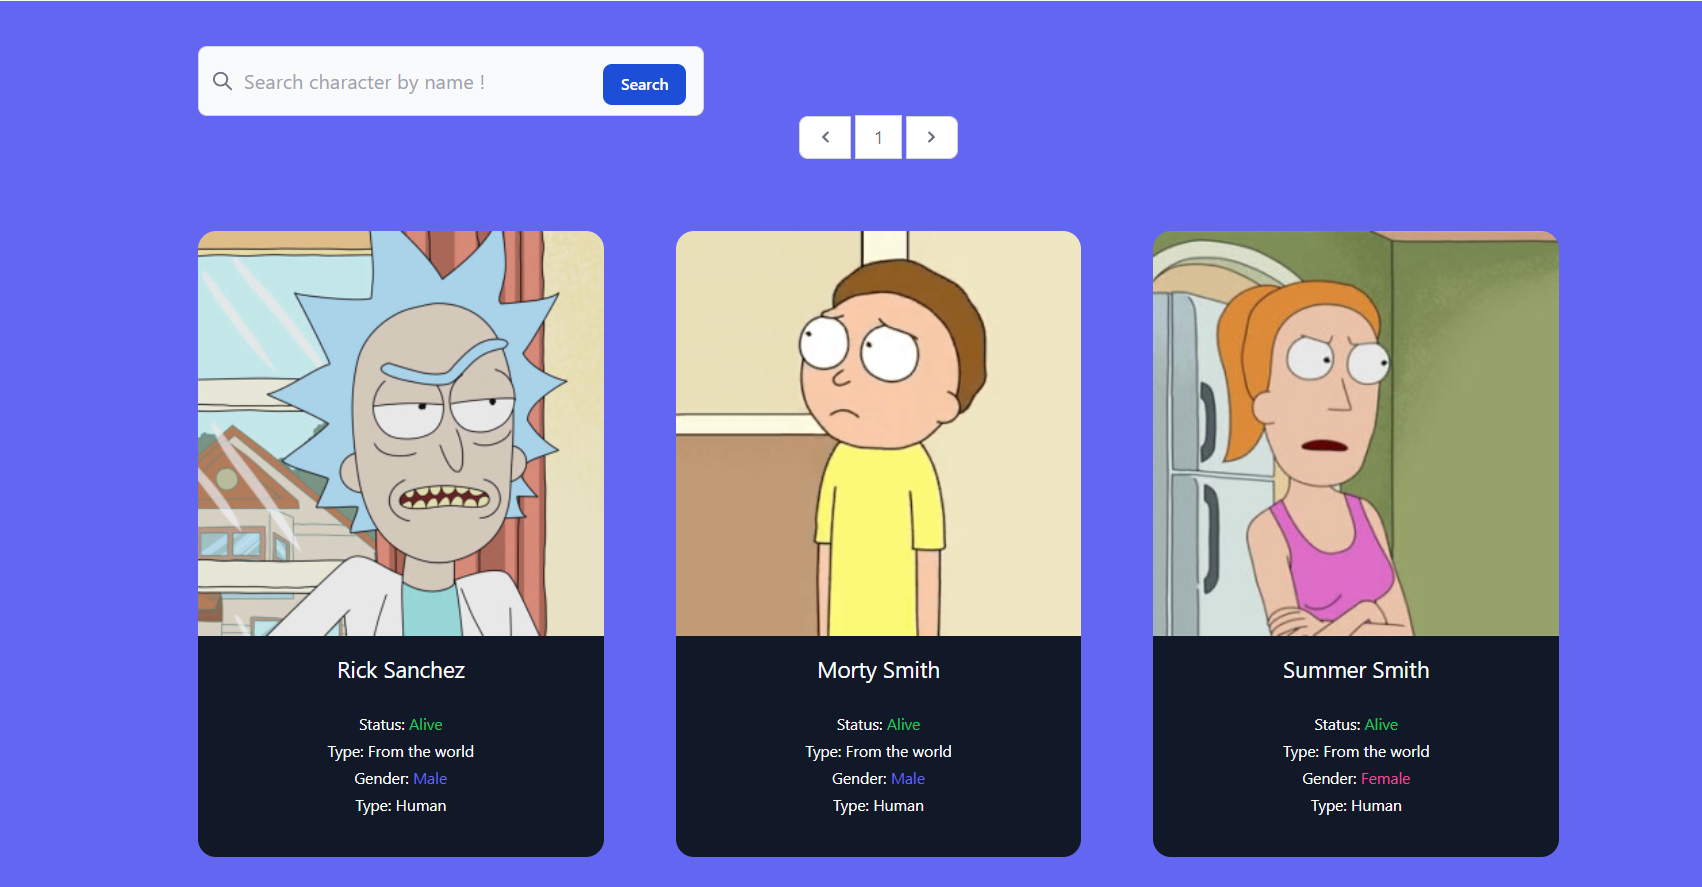 Search character by name !
Search
1
Rick Sanchez
Status: Alive
Type: From the world
Gender: Male
Type: Human
Morty Smith
Status: Alive
Type: From the world
Gender: Male
Type: Human
Summer Smith
Status: Alive
Type: From the world
Gender: Female
Type: Human